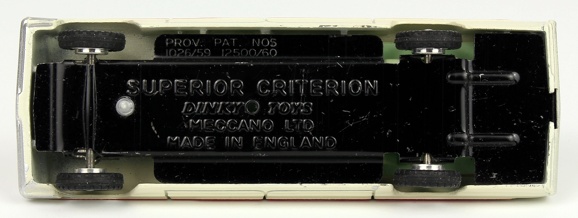 PROV. PAT. NOS
1026/59 12500/60
SUPERIOR CRITERION
DINKY TOYS
MECCANO LTD
MADE IN ENGLAND